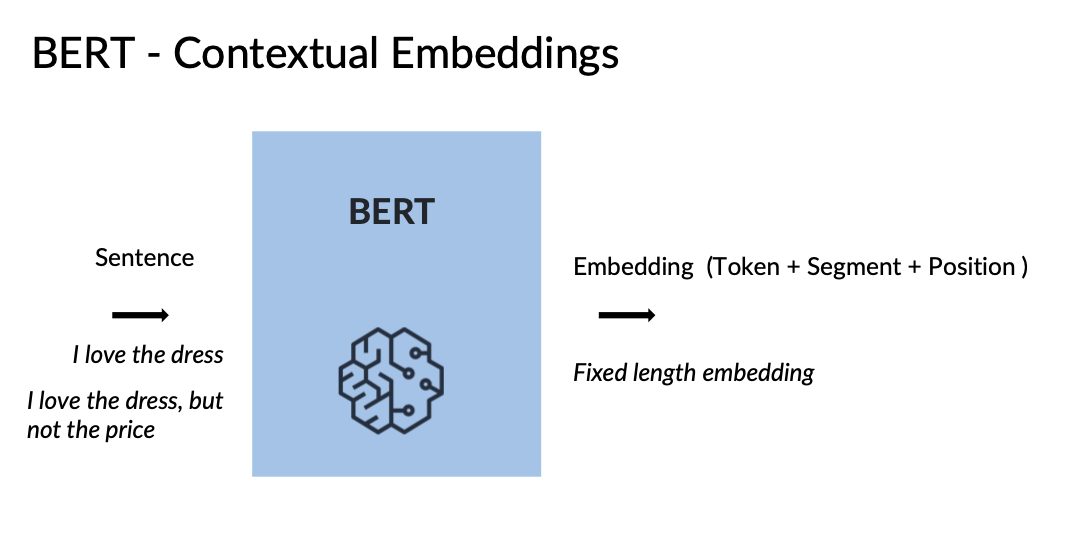 BERT - Contextual Embeddings
BERT
Sentence
I love the dress
I love the dress, but
not the price
Embedding (Token + Segment + Position )
Fixed length embedding